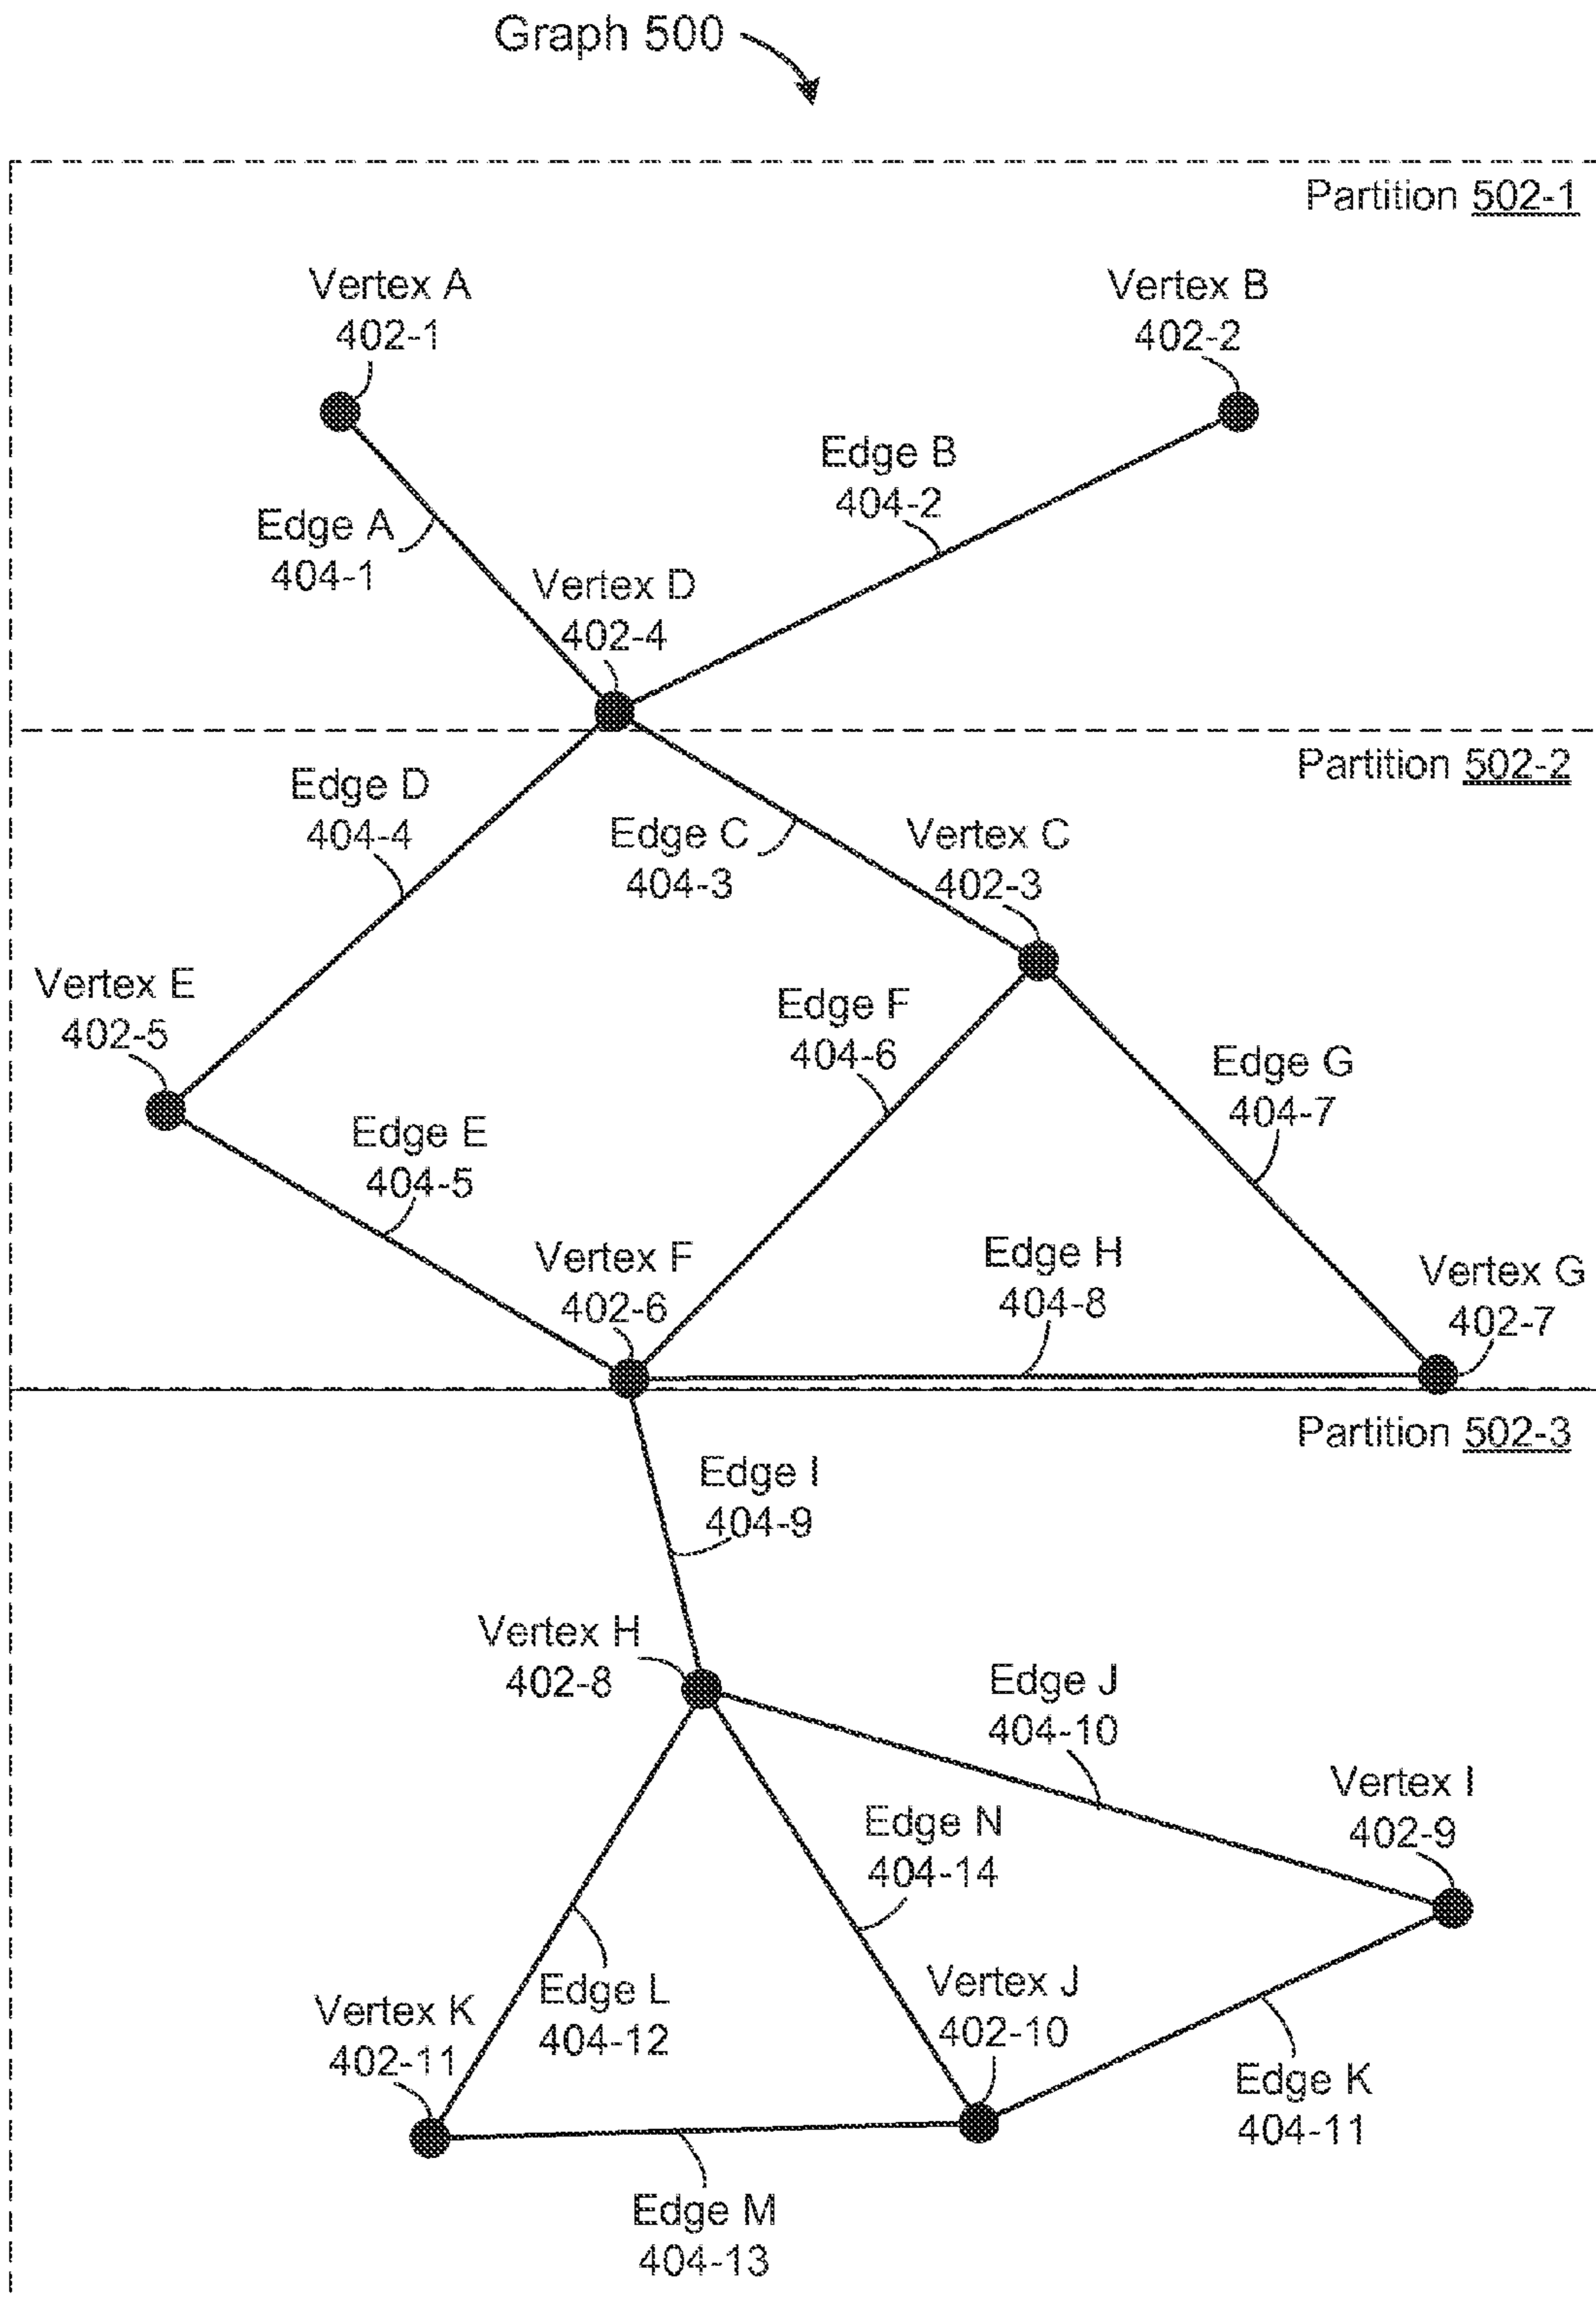 Graph 500
Partition 502-1
Vertex A
402-1
Vertex B
402-2
Edge B
404-2
Edge A
404-1
Vertex D
402-4
Partition 502-2
Edge D
404-4
Edge C
404-3
Vertex C
402-3
Vertex E
402-5
Edge F
404-6
Edge G
404-7
Edge E
404-5
Vertex F
402-6
Edge H
404-8
Vertex G
402-7
Partition 502-3
Edge I
404-9
Vertex H
402-8
Edge J
404-10
Vertex I
402-9
Edge N
404-14
Vertex J
402-10
Edge L
404-12
Vertex K
402-11
Edge K
404-11
Edge M
404-13